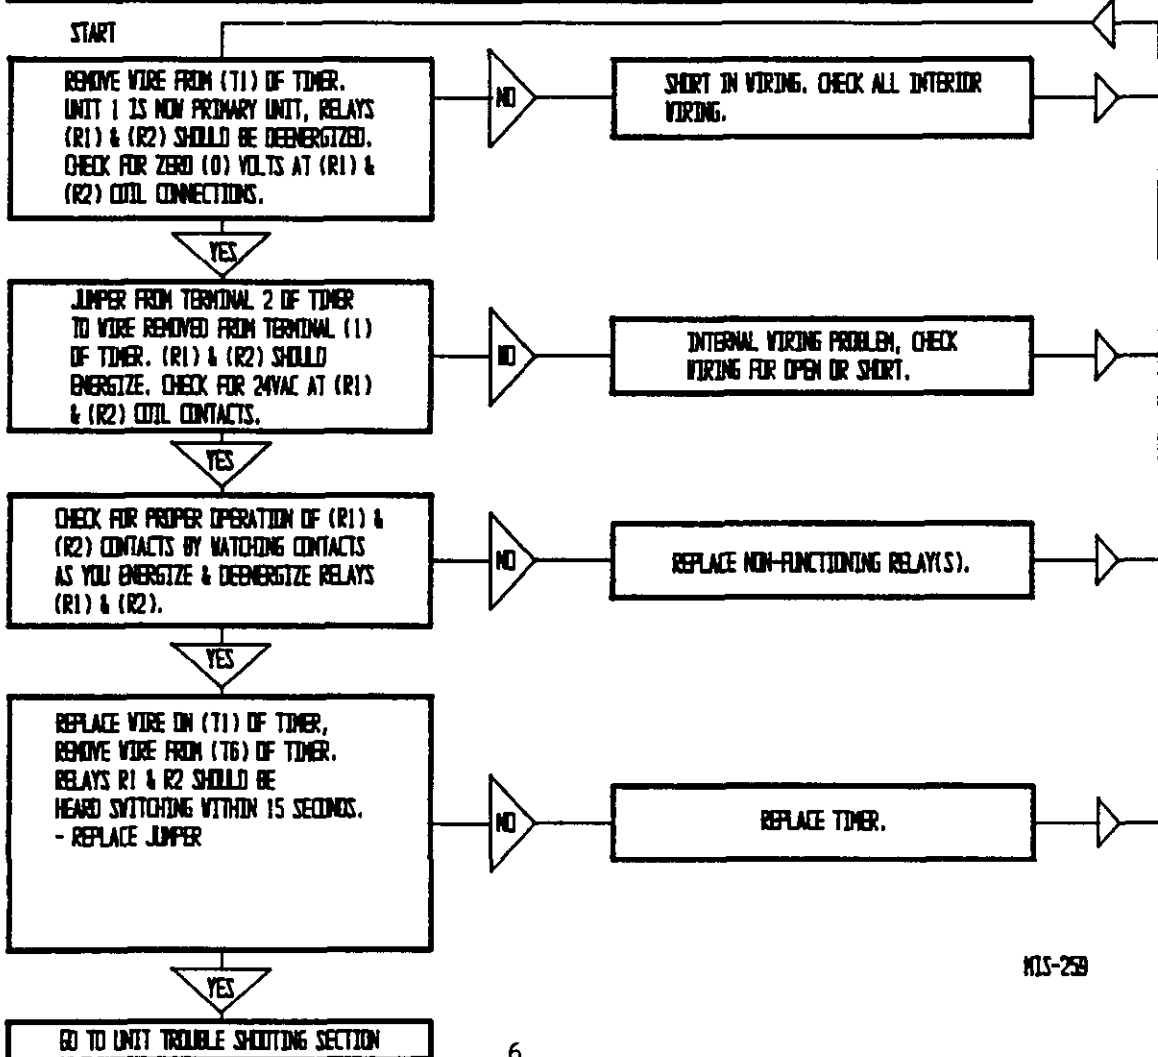 START
REMOVE WIRE FROM (T1) OF TIMER.
UNIT 1 IS NOW PRIMARY UNIT, RELAYS
(R1) & (R2) SHOULD BE DEENERGIZED.
CHECK FOR ZERO (0) VOLTS AT (R1) &
(R2) COIL CONNECTIONS.
NO
SHORT IN WIRING. CHECK ALL INTERIOR
WIRING.
YES
JUMPER FROM TERMINAL 2 OF TIMER
TO WIRE REMOVED FROM TERMINAL (1)
OF TIMER. (R1) & (R2) SHOULD
ENERGIZE. CHECK FOR 24VAC AT (R1)
& (R2) COIL CONTACTS.
NO
INTERNAL WIRING PROBLEM, CHECK
WIRING FOR OPEN OR SHORT.
YES
CHECK FOR PROPER OPERATION OF (R1) &
(R2) CONTACTS BY WATCHING CONTACTS
AS YOU ENERGIZE & DEENERGIZE RELAYS
(R1) & (R2).
NO
REPLACE NON-FUNCTIONING RELAY(S).
YES
REPLACE WIRE ON (T1) OF TIMER,
REMOVE WIRE FROM (T6) OF TIMER.
RELAYS R1 & R2 SHOULD BE
HEARD SWITCHING WITHIN 15 SECONDS.
- REPLACE JUMPER
NO
REPLACE TIMER.
YES
MIS-259
GO TO UNIT TROUBLE SHOOTING SECTION
6